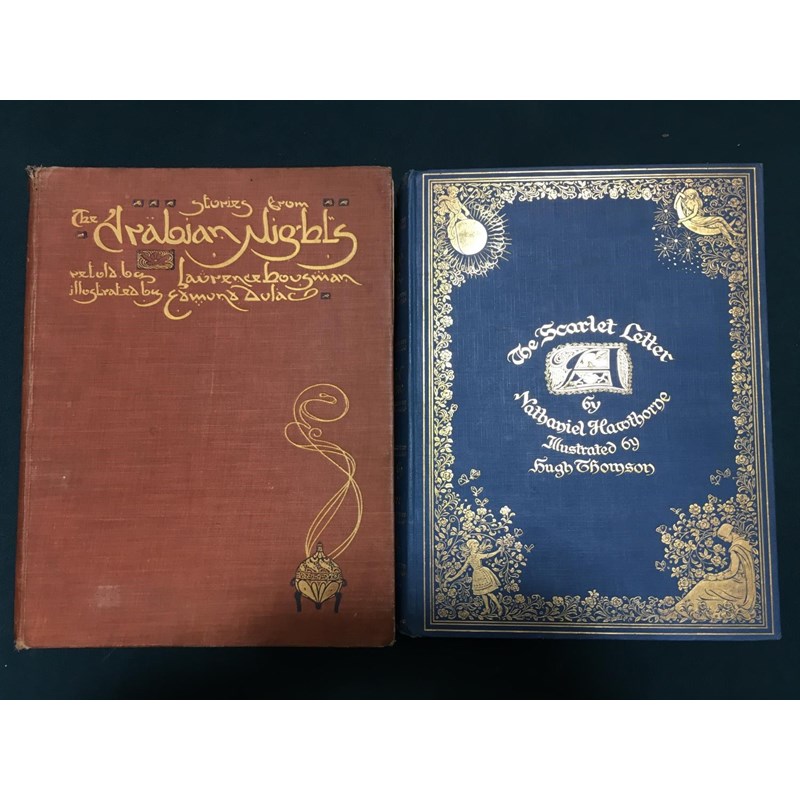 stories from
The Arabian Nights
retold by Laurence Housman
illustrated by Edmund Dulac
The Scarlet Letter
A
by
Nathaniel Hawthorne
Illustrated by
Hugh Thomson